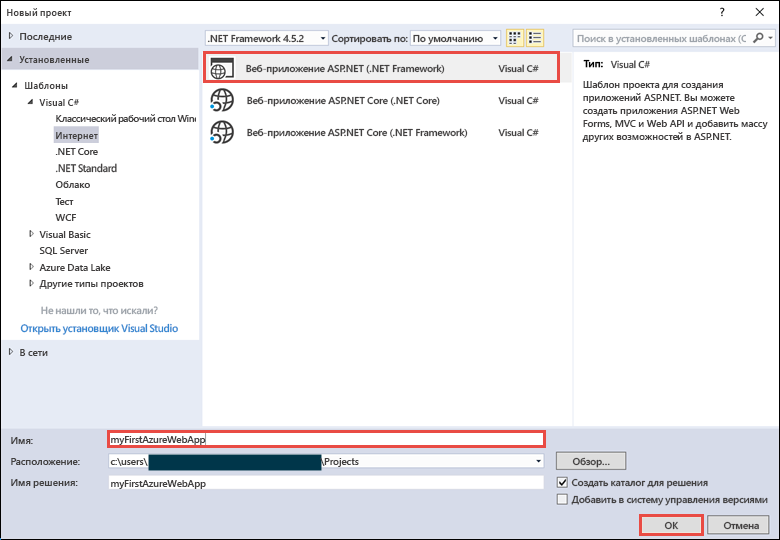 Новый проект
Последние
Установленные
Шаблоны
Visual C#
Классический рабочий стол Wind
Интернет
.NET Core
.NET Standard
Облако
Тест
WCF
Visual Basic
SQL Server
Azure Data Lake
Другие типы проектов
Не нашли то, что искали?
Открыть установщик Visual Studio
В сети
.NET Framework 4.5.2 Сортировать по: По умолчанию
Веб-приложение ASP.NET (.NET Framework) Visual C#
Веб-приложение ASP.NET Core (.NET Core) Visual C#
Веб-приложение ASP.NET Core (.NET Framework) Visual C#
Поиск в установленных шаблонах (C
Тип: Visual C#
Шаблон проекта для создания
приложений ASP.NET. Вы можете
создать приложения ASP.NET Web
Forms, MVC и Web API и добавить массу
других возможностей в ASP.NET.
Имя: myFirstAzureWebApp
Расположение: c:\users\ \Projects
Обзор...
Имя решения: myFirstAzureWebApp
Создать каталог для решения
Добавить в систему управления версиями
OK Отмена